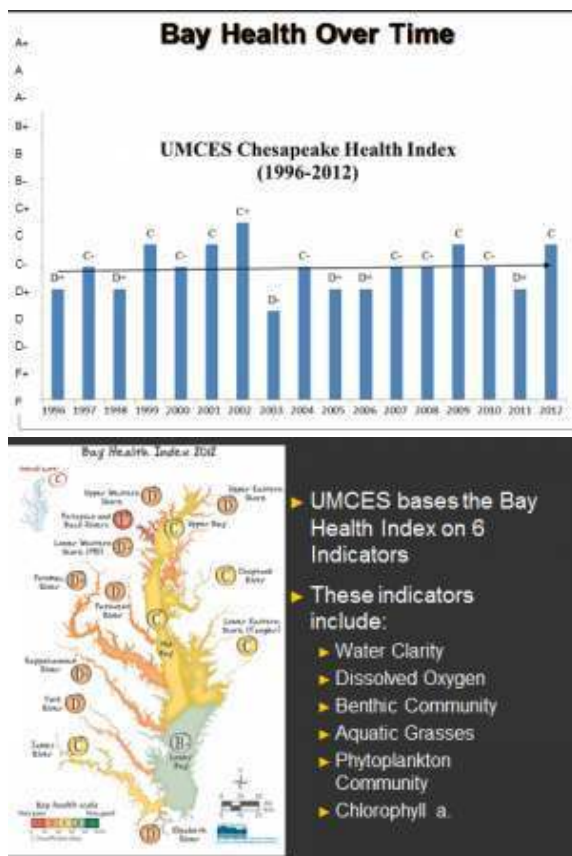 Bay Health Over Time
A+
A
A-
B+
B
B-
C+
C
C-
D+
D
D-
F+
F
UMCES Chesapeake Health Index
(1996-2012)
D+ C- D+ C C- C C+ D- C- D+ D+ C- C- C C- D+ C
1996 1997 1998 1999 2000 2001 2002 2003 2004 2005 2006 2007 2008 2009 2010 2011 2012
Bay Health Index 2012
C
Upper Western
Shore
D
Upper Eastern
Shore
D
Patapsco and
Back Rivers
Upper Bay
C
Lower Western
Shore (MD)
Choptank
River
C
Potomac
River
D
Patuxent
River
C
Mid
Bay
Lower Eastern
Shore (Tangier)
C
Rappahannock
River
York
River
D
James
River
C
B-
Lower
Bay
Elizabeth River
D
Bay health scale
UMCES bases the Bay
Health Index on 6
Indicators
These indicators
include:
Water Clarity
Dissolved Oxygen
Benthic Community
Aquatic Grasses
Phytoplankton
Community
Chlorophyll a.